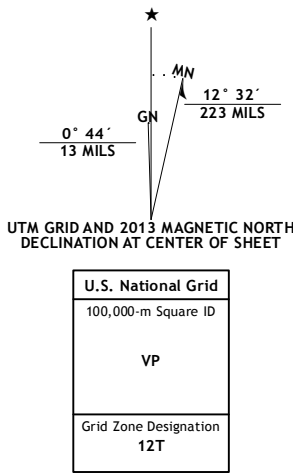 ★
MN
GN
12° 32´
223 MILS
0° 44´
13 MILS
UTM GRID AND 2013 MAGNETIC NORTH
DECLINATION AT CENTER OF SHEET
U.S. National Grid
100,000-m Square ID
VP
Grid Zone Designation
12T